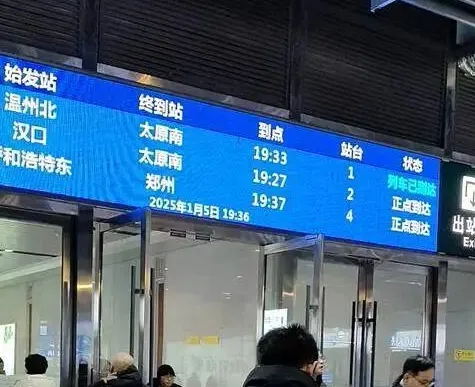 始发站 终到站 到点 站台 状态
温州北 太原南 19:33 1 列车已到达
汉口 太原南 19:27 2 正点到达
呼和浩特东 郑州 19:37 4 正点到达
2025年1月5日 19:36
出站